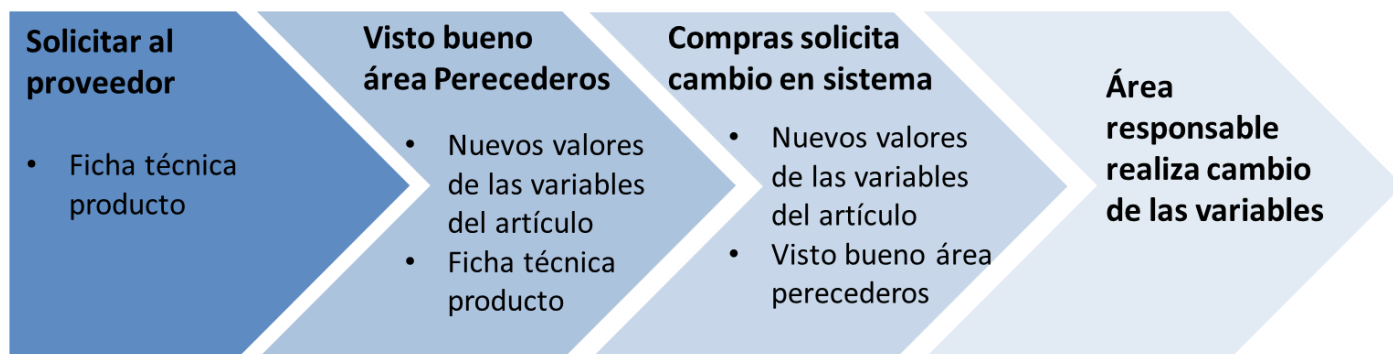 Solicitar al
proveedor
• Ficha técnica
producto
Visto bueno
área Perecederos
• Nuevos valores
de las variables
del artículo
• Ficha técnica
producto
Compras solicita
cambio en sistema
• Nuevos valores
de las variables
del artículo
• Visto bueno área
perecederos
Área
responsable
realiza cambio
de las variables